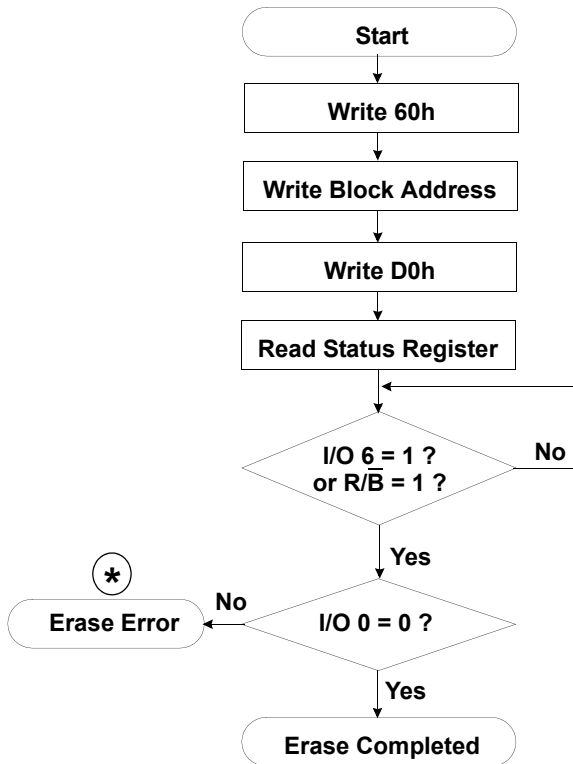 Start
Write 60h
Write Block Address
Write D0h
Read Status Register
I/O 6 = 1 ?
or R/B̅ = 1 ?
No
Yes
*
No
Erase Error
I/O 0 = 0 ?
Yes
Erase Completed